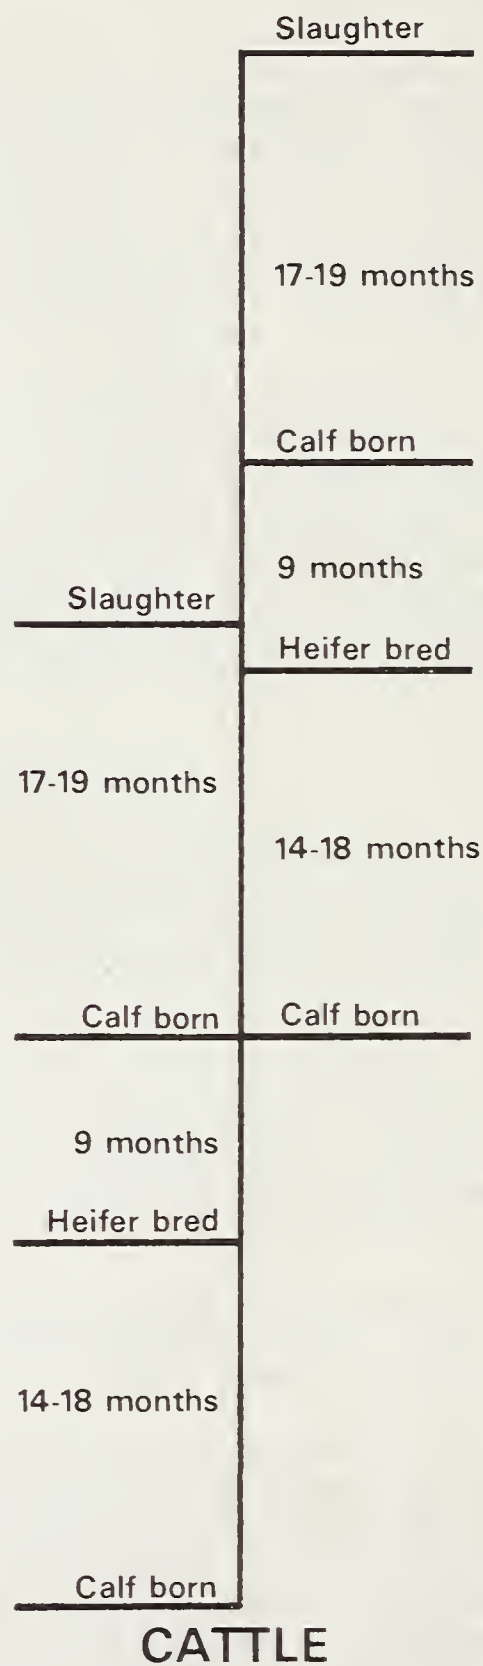 Slaughter
17-19 months
Calf born
9 months
Slaughter
Heifer bred
17-19 months
14-18 months
Calf born
Calf born
9 months
Heifer bred
14-18 months
Calf born
CATTLE